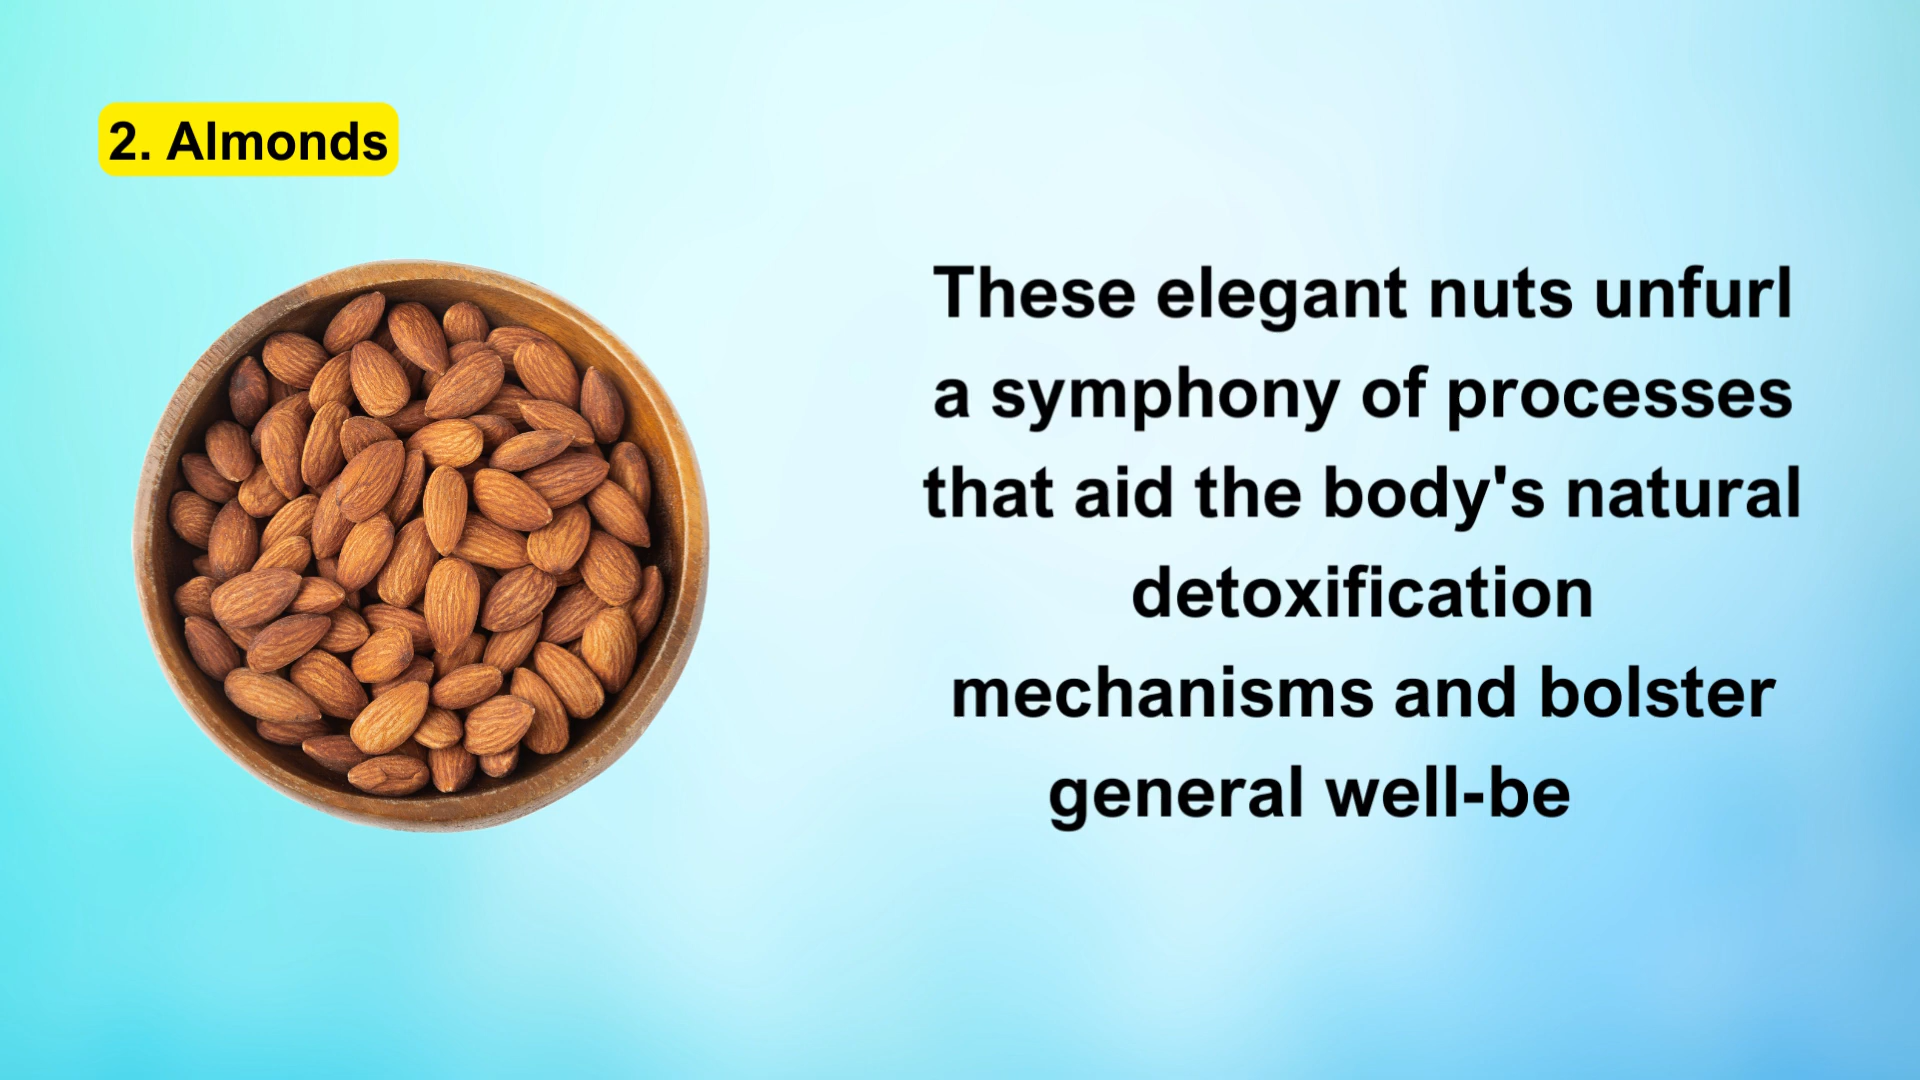 2. Almonds
These elegant nuts unfurl
a symphony of processes
that aid the body's natural
detoxification
mechanisms and bolster
general well-be